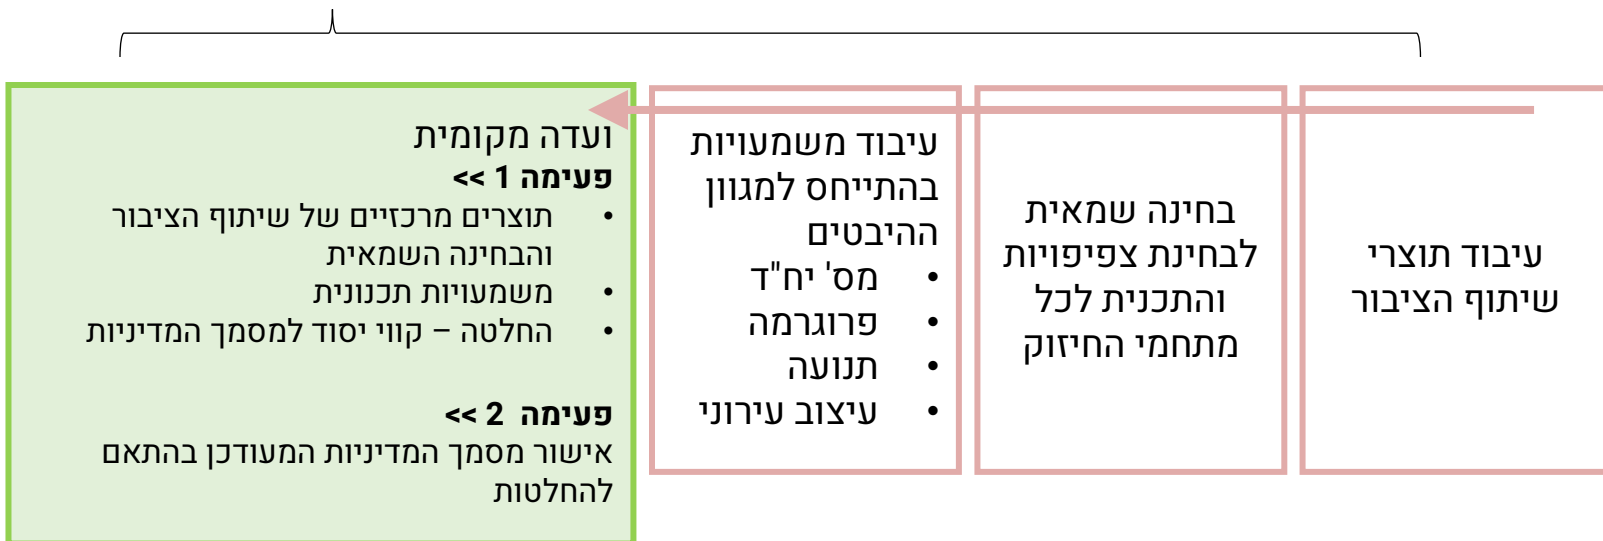 עיבוד תוצרי
שיתוף הציבור
בחינה שמאית
לבחינת צפיפויות
והתכנית לכל
מתחמי החיזוק
עיבוד משמעויות
בהתייחס למגוון
ההיבטים
• מס' יח"ד
• פרוגרמה
• תנועה
• עיצוב עירוני
ועדה מקומית
פעימה 1 >>
• תוצרים מרכזיים של שיתוף הציבור
והבחינה השמאית
• משמעויות תכנונית
• החלטה – קווי יסוד למסמך המדיניות
פעימה 2 >>
אישור מסמך המדיניות המעודכן בהתאם
להחלטות